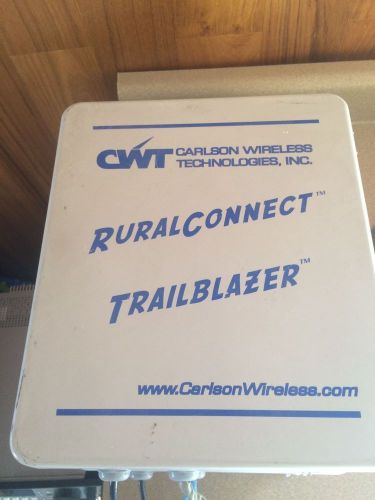 CWT CARLSON WIRELESS
TECHNOLOGIES, INC.
RURALCONNECT™
TRAILBLAZER™
www.CarlsonWireless.com